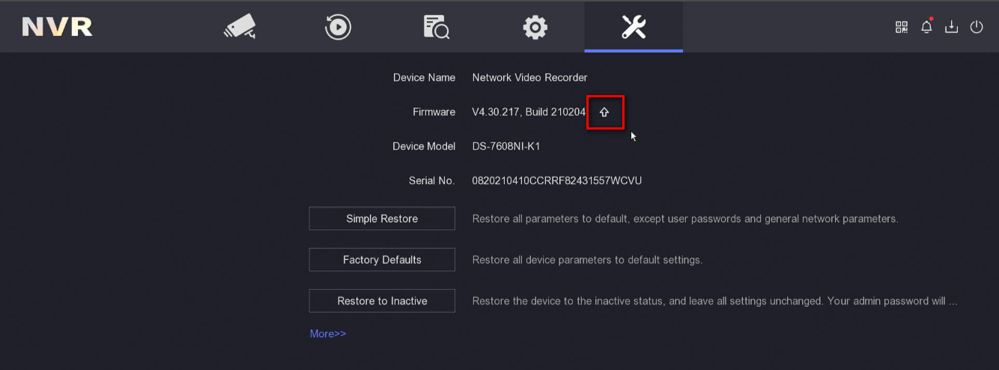 NVR
Device Name Network Video Recorder
Firmware V4.30.217, Build 210204
Device Model DS-7608NI-K1
Serial No. 0820210410CCRRF82431557WCVU
Simple Restore Restore all parameters to default, except user passwords and general network parameters.
Factory Defaults Restore all device parameters to default settings.
Restore to Inactive Restore the device to the inactive status, and leave all settings unchanged. Your admin password will ...
More>>